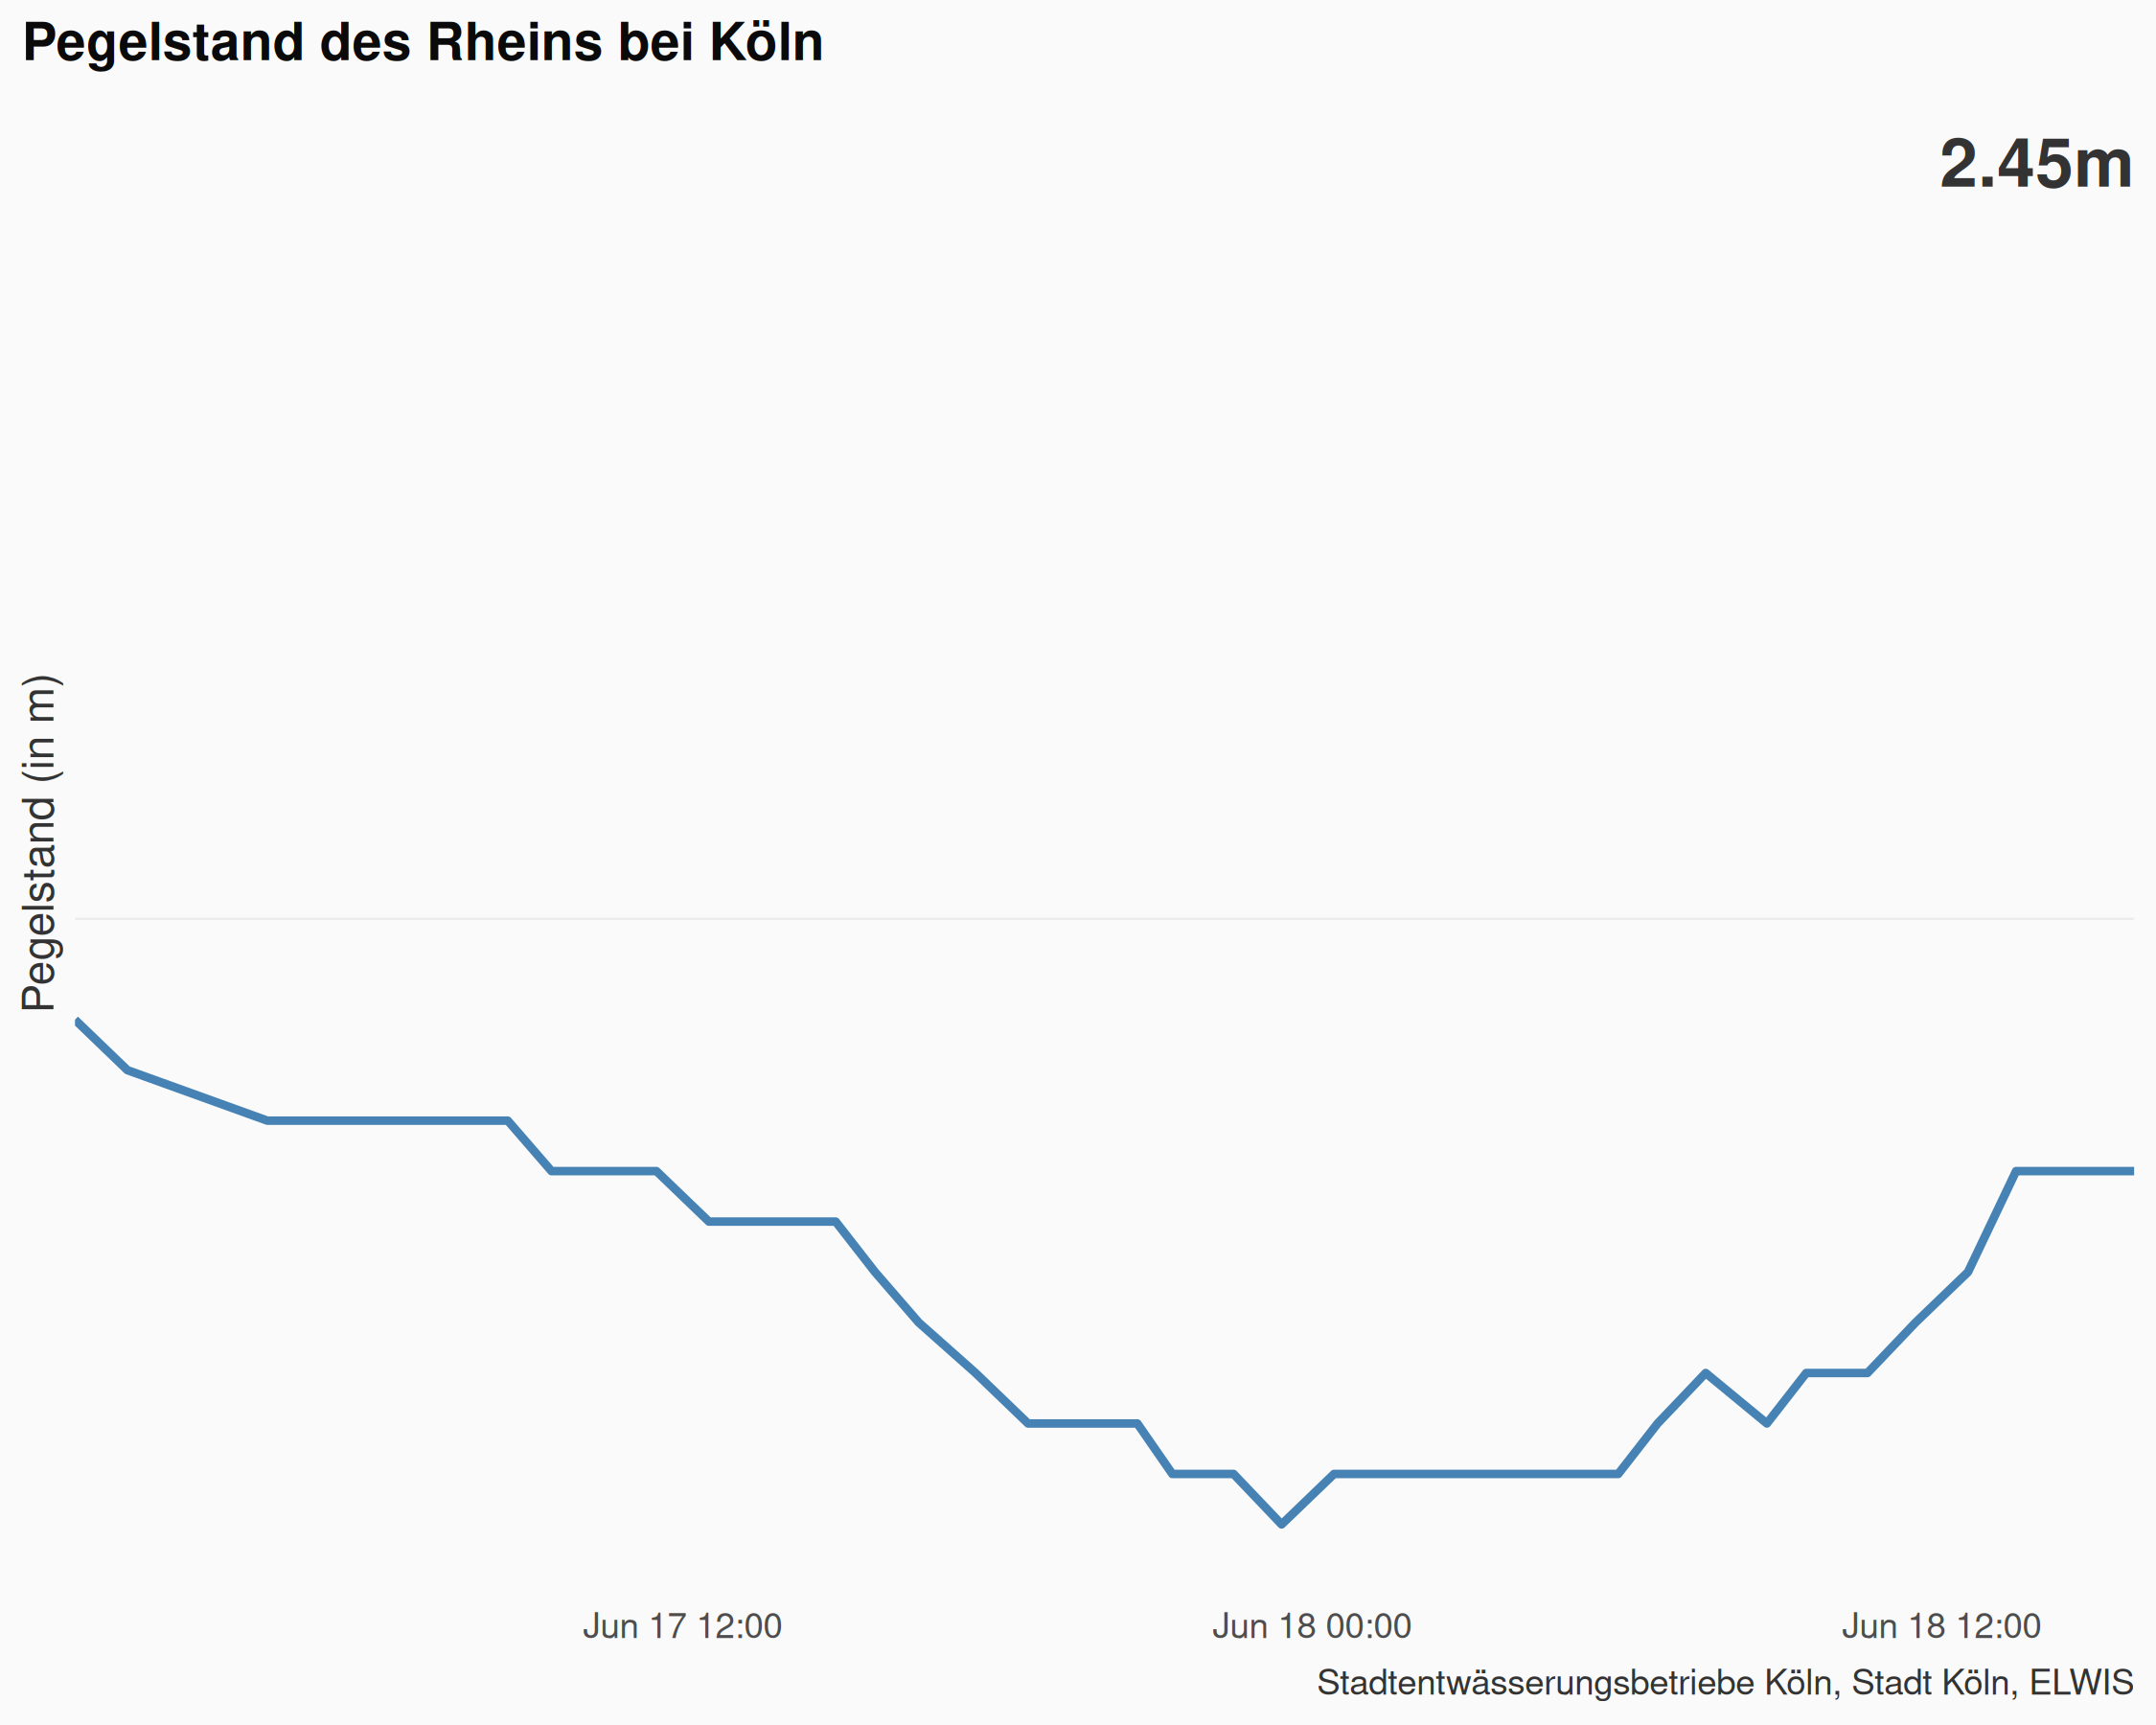 Pegelstand des Rheins bei Köln
2.45m
Pegelstand (in m)
Jun 17 12:00
Jun 18 00:00
Jun 18 12:00
Stadtentwässerungsbetriebe Köln, Stadt Köln, ELWIS